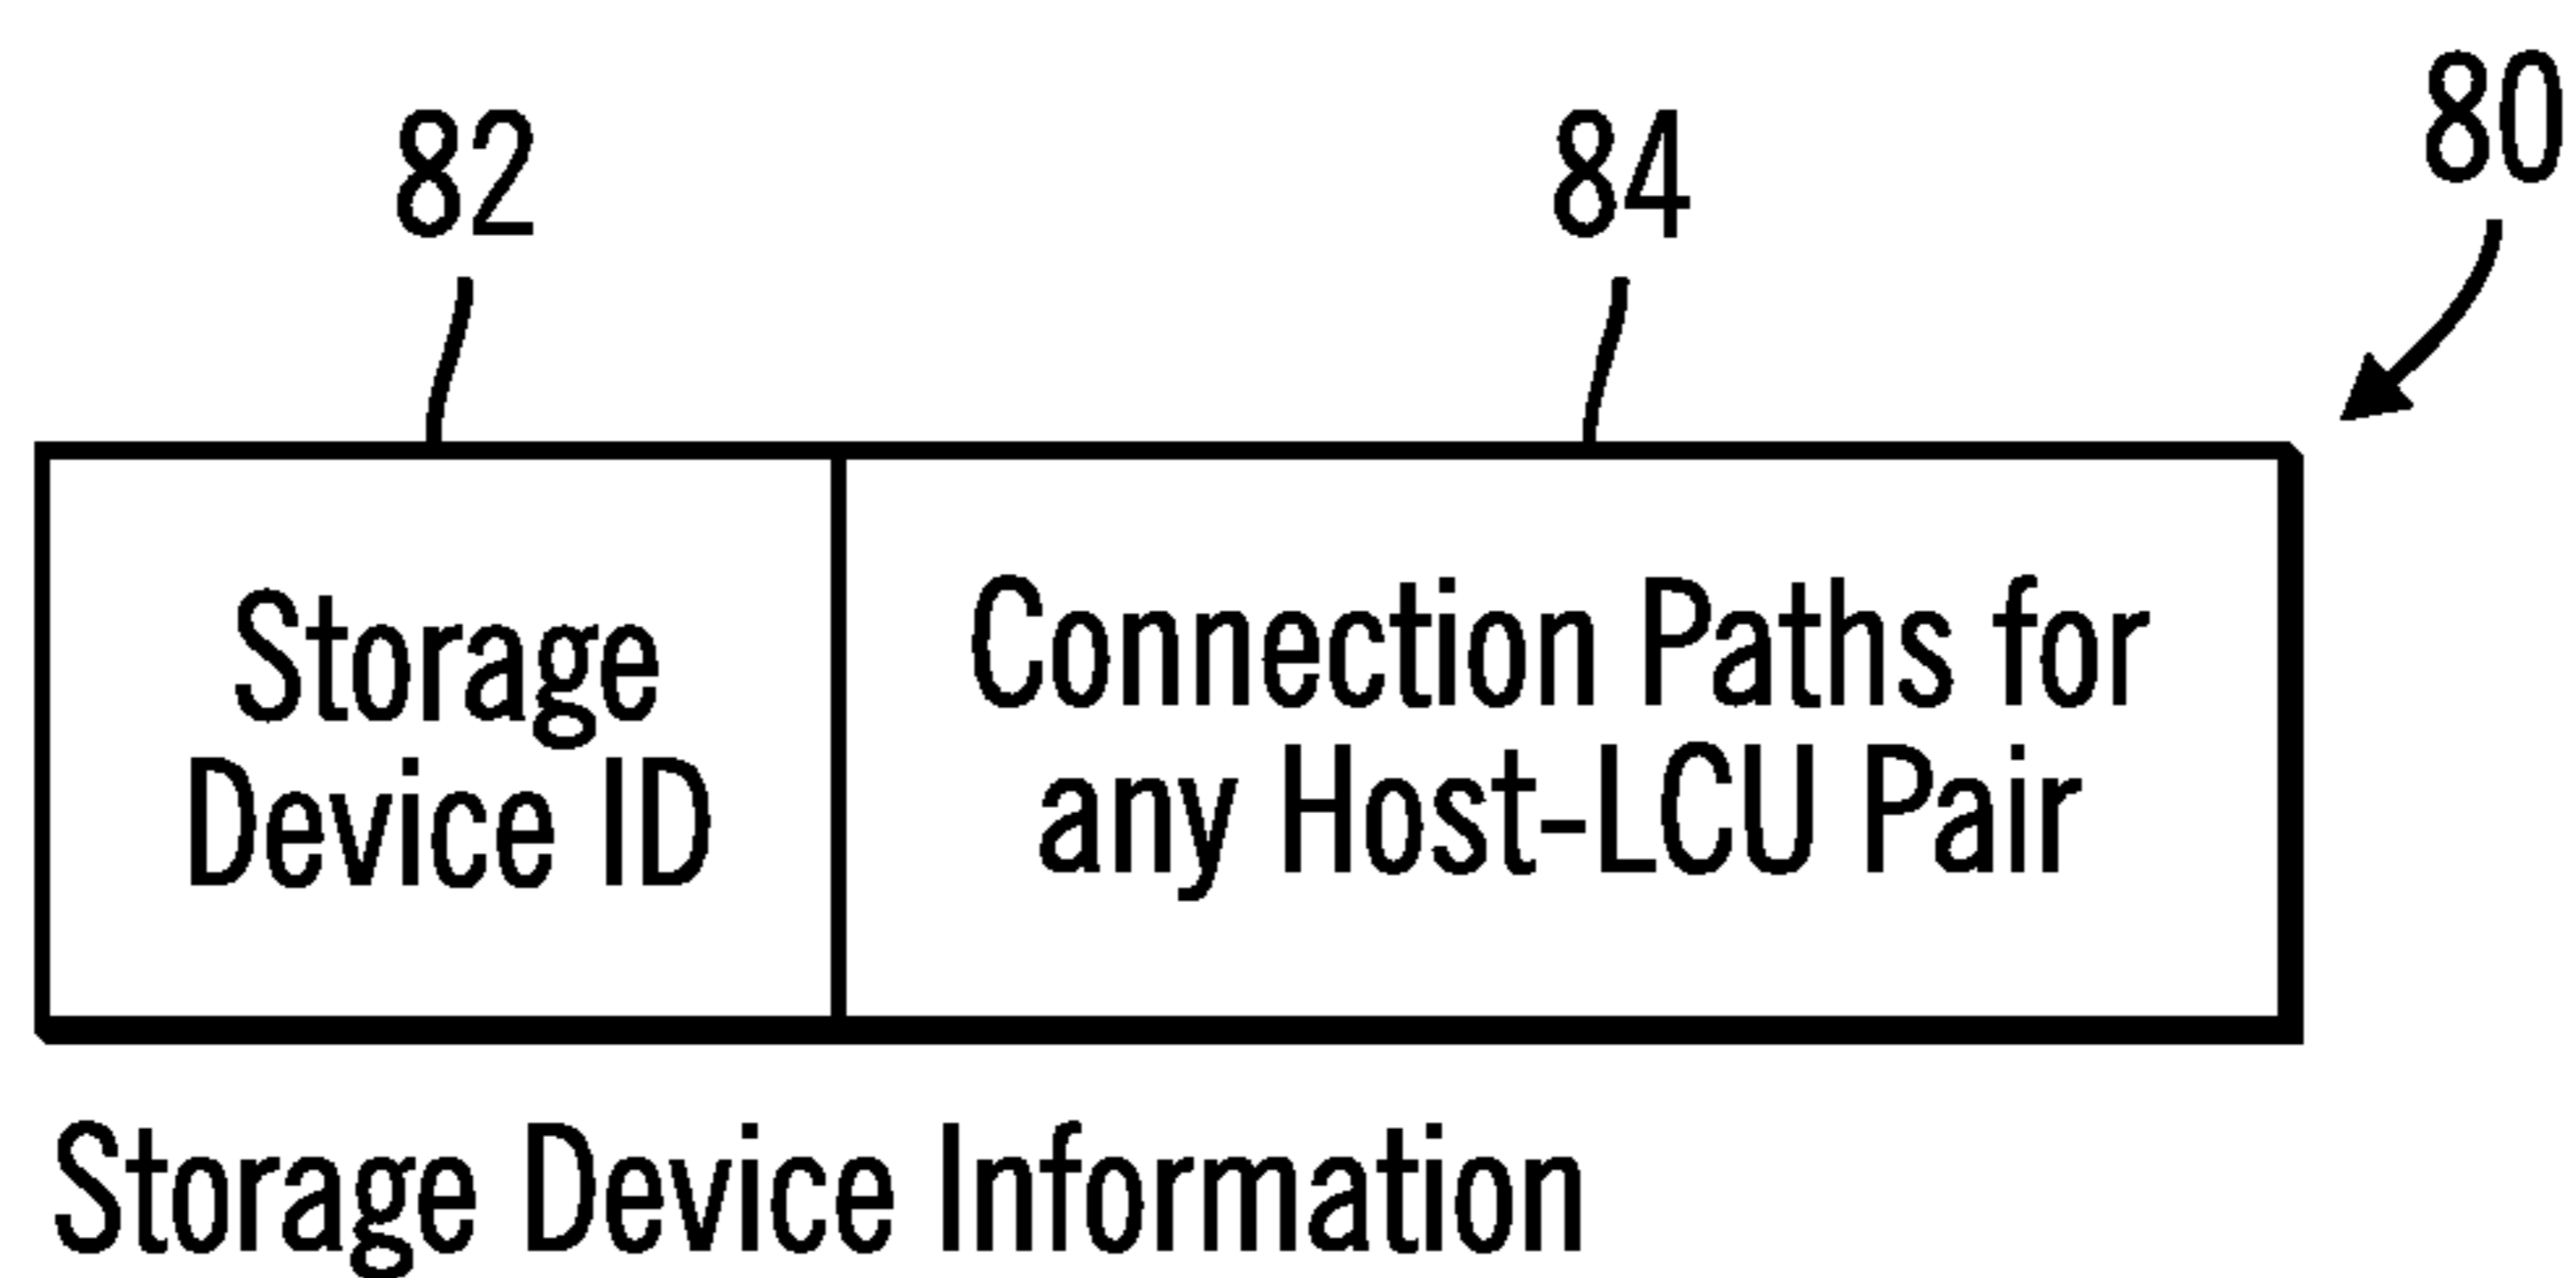 80
82
84
Storage
Device ID
Connection Paths for
any Host-LCU Pair
Storage Device Information